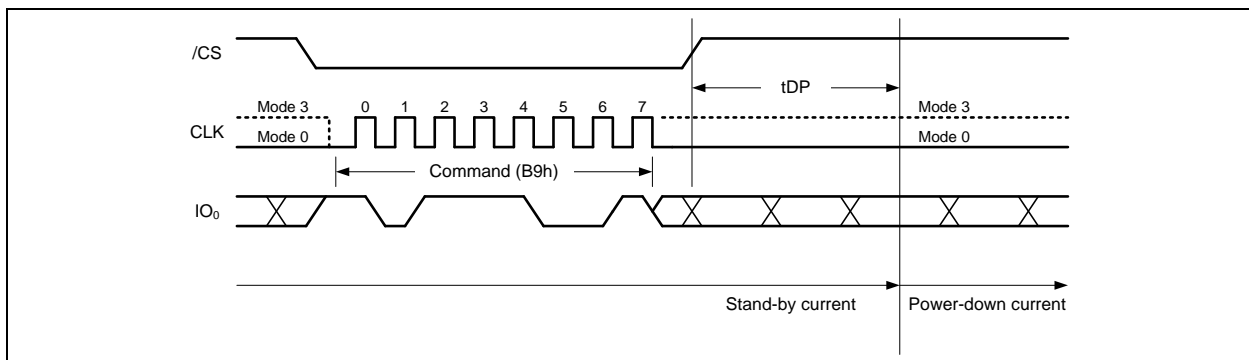 /CS
tDP
Mode 3 0 1 2 3 4 5 6 7 Mode 3
CLK
Mode 0 Mode 0
Command (B9h)
IO₀
Stand-by current Power-down current